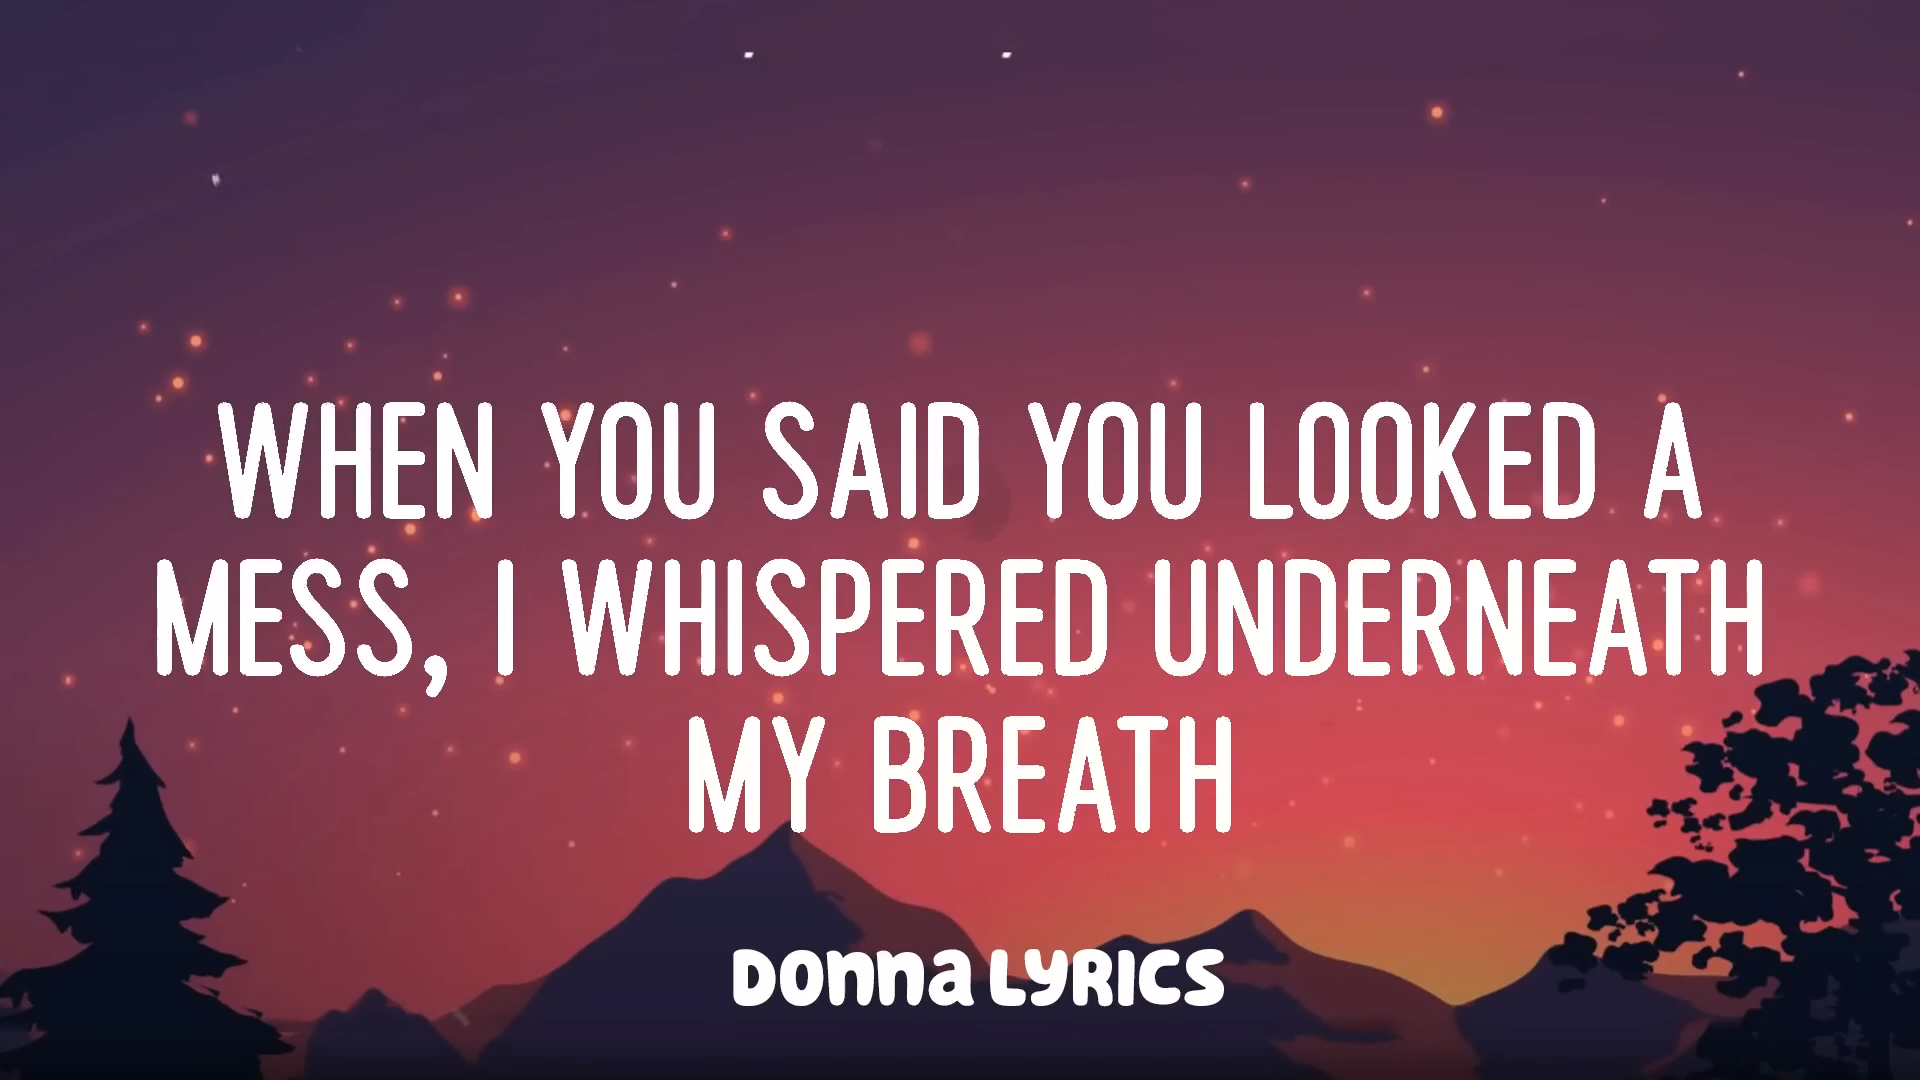 WHEN YOU SAID YOU LOOKED A
MESS, I WHISPERED UNDERNEATH
MY BREATH
DONNA LYRICS